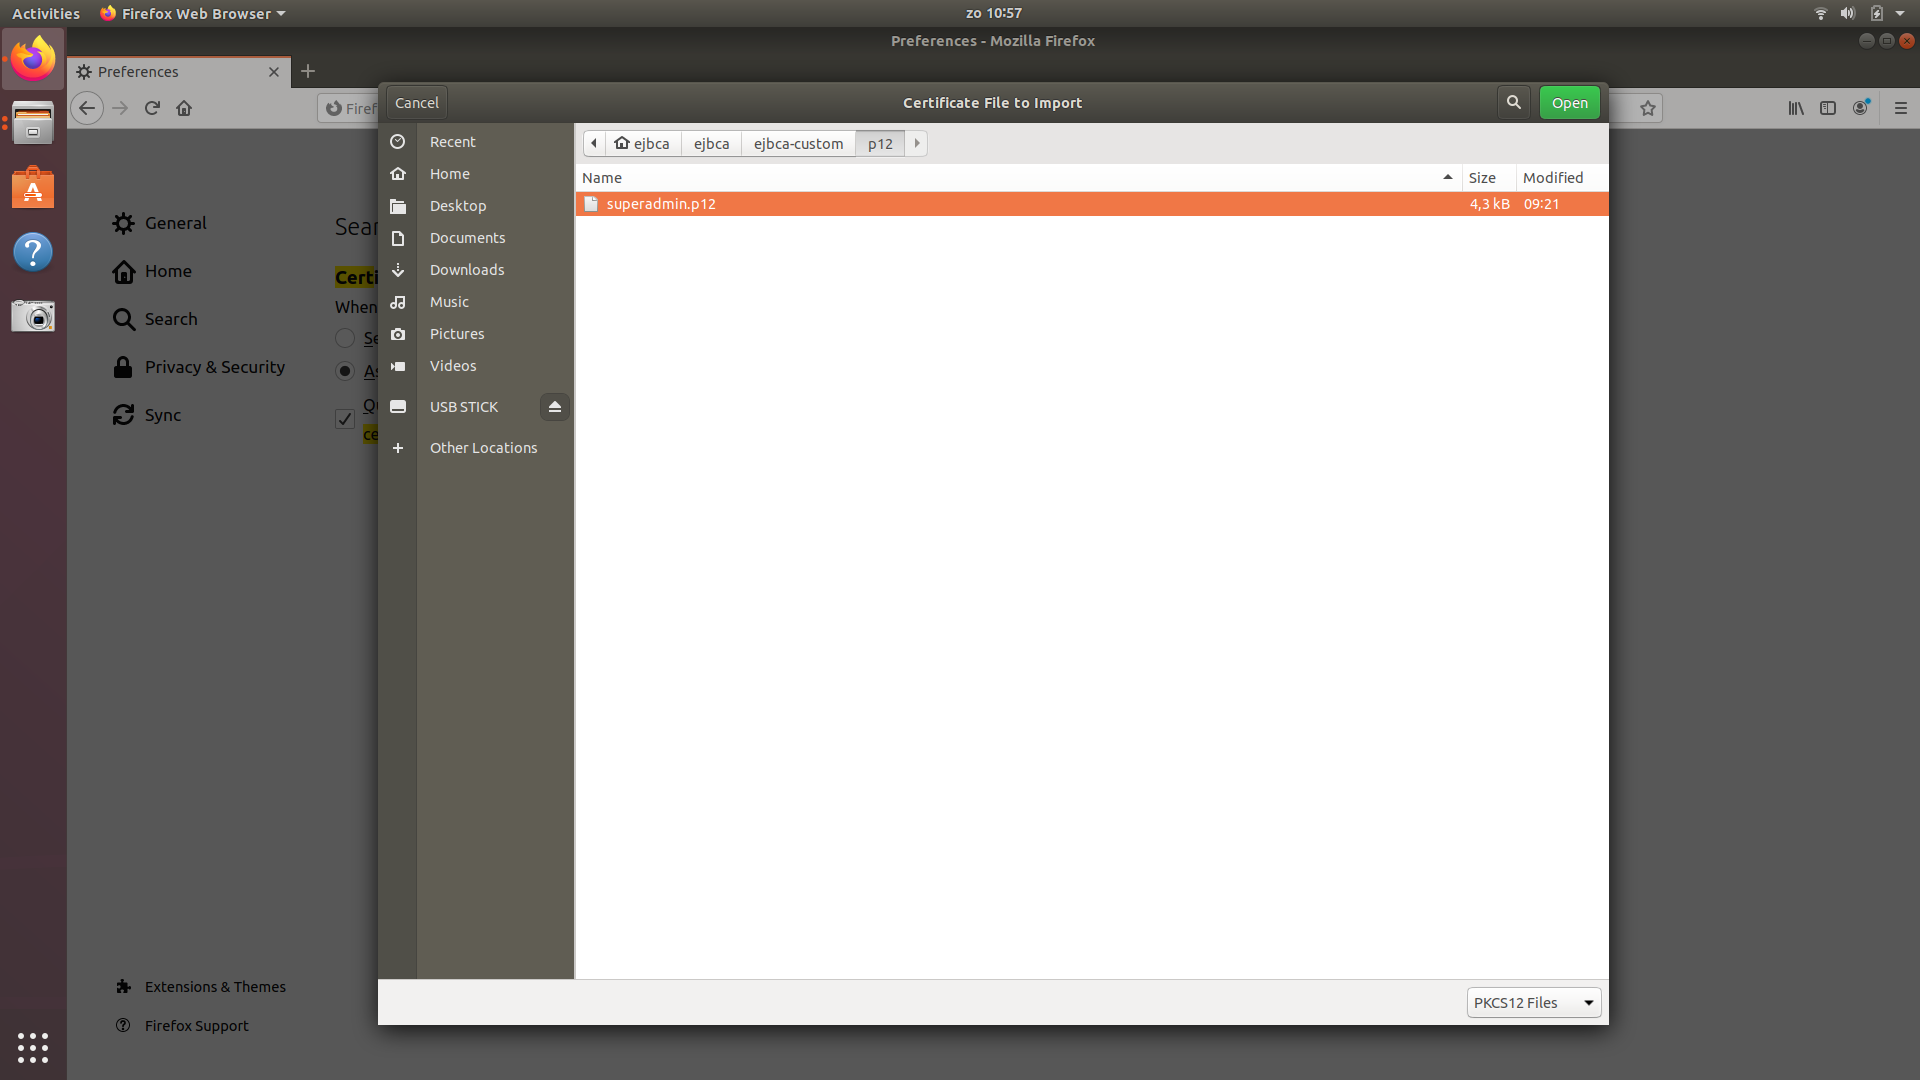 Activities
Firefox Web Browser
zo 10:57
Preferences - Mozilla Firefox
Preferences
Firef
Cancel
Certificate File to Import
Open
General
Home
Search
Privacy & Security
Sync
Extensions & Themes
Firefox Support
Sear
Certi
When
Se
As
Qu
ce
Recent
Home
Desktop
Documents
Downloads
Music
Pictures
Videos
USB STICK
Other Locations
ejbca
ejbca
ejbca-custom
p12
Name
Size
Modified
superadmin.p12
4,3 kB
09:21
PKCS12 Files